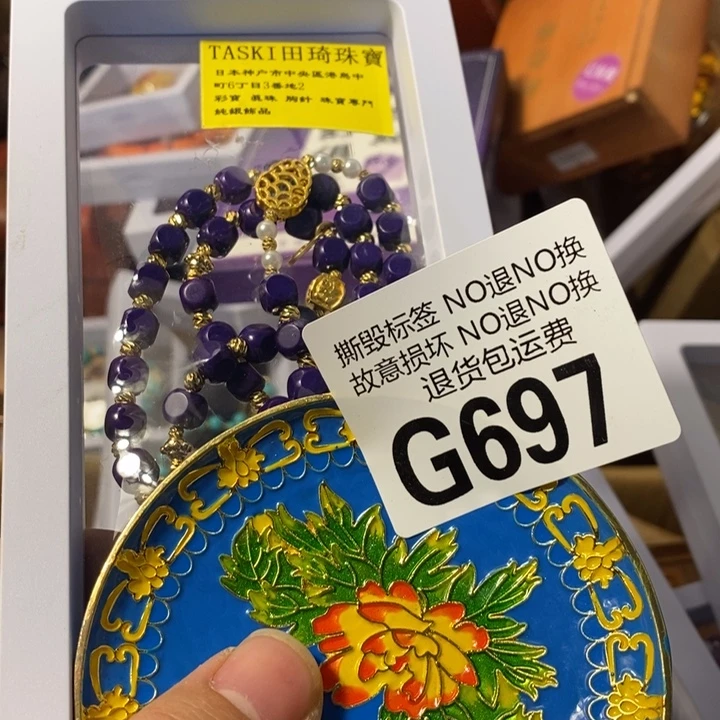 TASKI田琦珠寶
日本神户市中央區港島中
町6丁目3番地2
彩寶 義珠 胸針 珠寶專門
純銀飾品
撕毁标签 NO退NO换
故意损坏 NO退NO换
退货包运费
G697